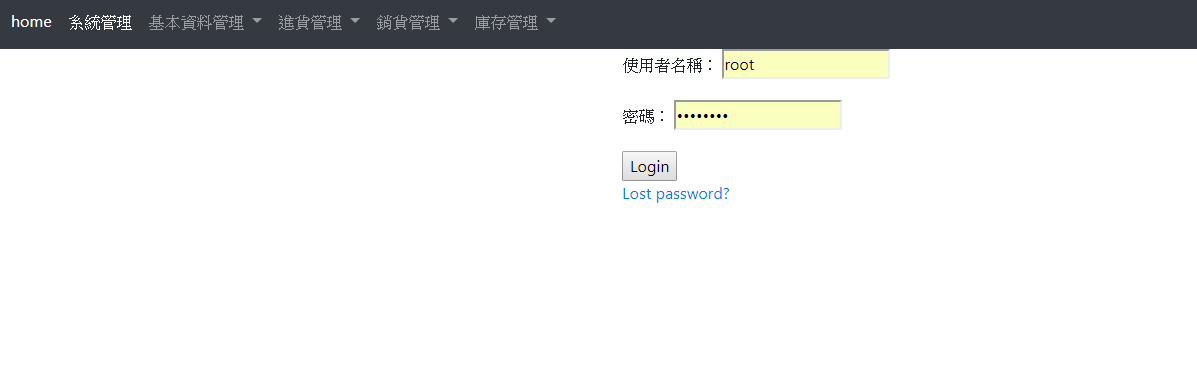 home 系統管理 基本資料管理 進貨管理 銷貨管理 庫存管理
使用者名稱： root
密碼： ••••••••
Login
Lost password?